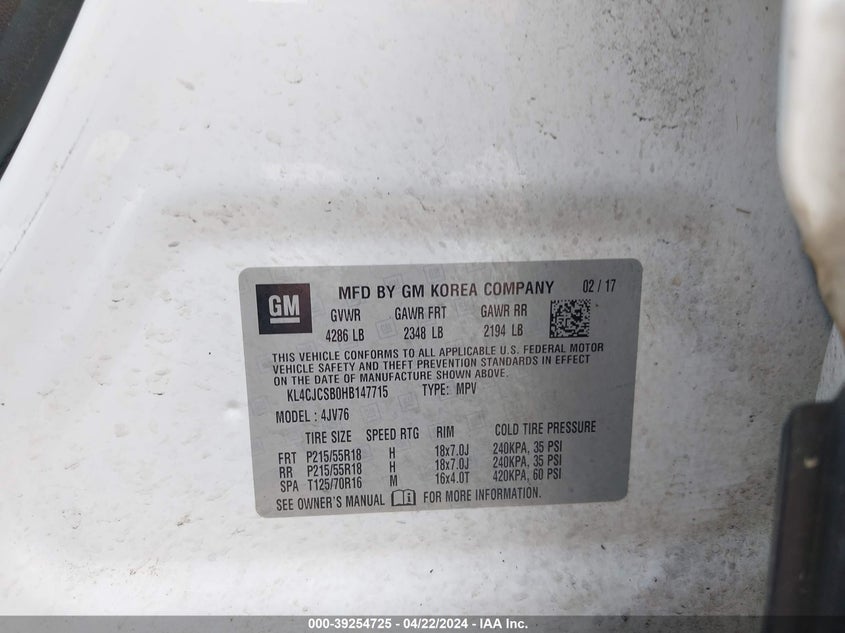 GM
MFD BY GM KOREA COMPANY 02 / 17
GVWR GAWR FRT GAWR RR
4286 LB 2348 LB 2194 LB
THIS VEHICLE CONFORMS TO ALL APPLICABLE U.S. FEDERAL MOTOR
VEHICLE SAFETY AND THEFT PREVENTION STANDARDS IN EFFECT
ON THE DATE OF MANUFACTURE SHOWN ABOVE.
KL4CJCSB0HB147715 TYPE: MPV
MODEL : 4JV76
TIRE SIZE SPEED RTG RIM COLD TIRE PRESSURE
FRT P215/55R18 H 18x7.0J 240KPA, 35 PSI
RR P215/55R18 H 18x7.0J 240KPA, 35 PSI
SPA T125/70R16 M 16x4.0T 420KPA, 60 PSI
SEE OWNER'S MANUAL FOR MORE INFORMATION.
000-39254725 - 04/22/2024 - IAA Inc.